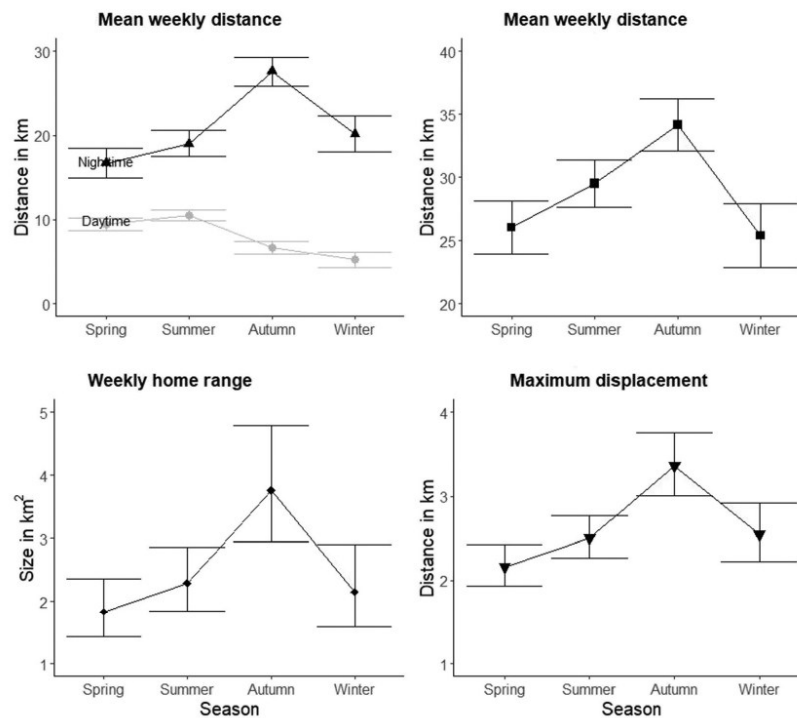 Mean weekly distance
Distance in km
30
20
10
0
Nighttime
Daytime
Spring Summer Autumn Winter
Mean weekly distance
Distance in km
40
35
30
25
20
Spring Summer Autumn Winter
Weekly home range
Size in km²
5
4
3
2
1
Spring Summer Autumn Winter
Season
Maximum displacement
Distance in km
4
3
2
1
Spring Summer Autumn Winter
Season